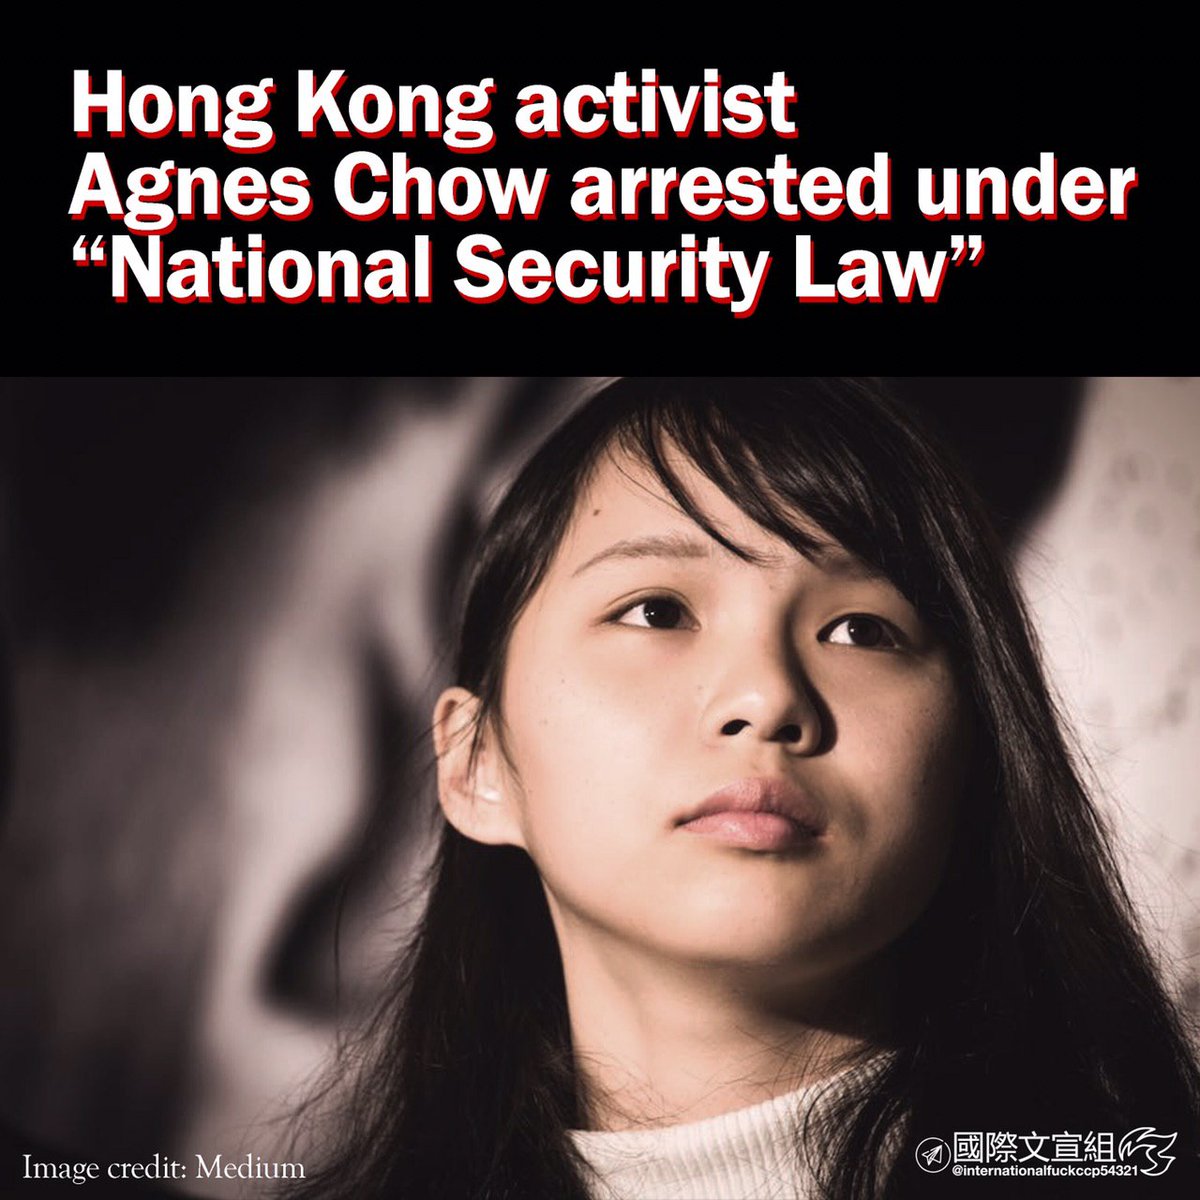 Hong Kong activist
Agnes Chow arrested under
“National Security Law”
Image credit: Medium
國際文宣組
@internationalfuckccp54321